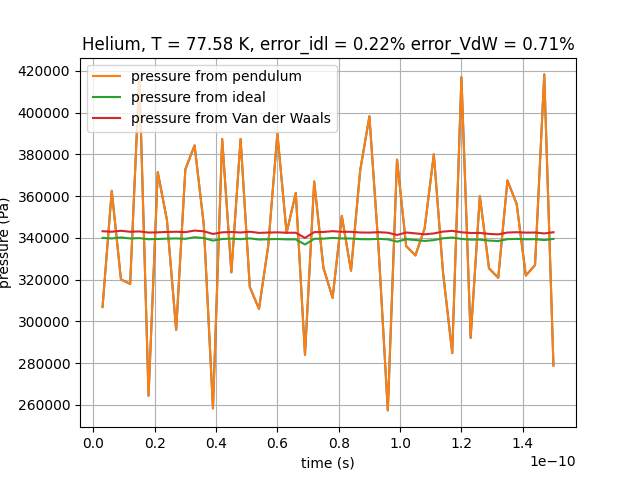 Helium, T = 77.58 K, error_idl = 0.22% error_VdW = 0.71%
pressure from pendulum
pressure from ideal
pressure from Van der Waals
pressure (Pa)
420000
400000
380000
360000
340000
320000
300000
280000
260000
0.0 0.2 0.4 0.6 0.8 1.0 1.2 1.4
1e−10
time (s)